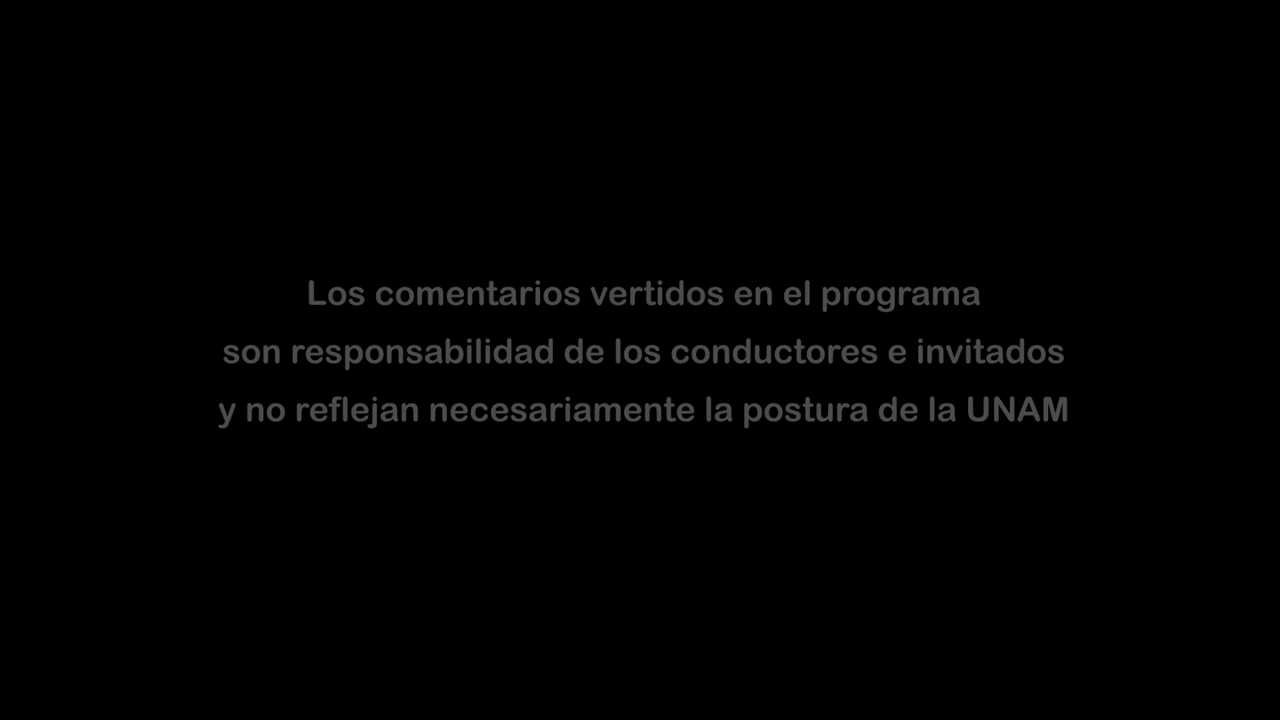 Los comentarios vertidos en el programa
son responsabilidad de los conductores e invitados
y no reflejan necesariamente la postura de la UNAM